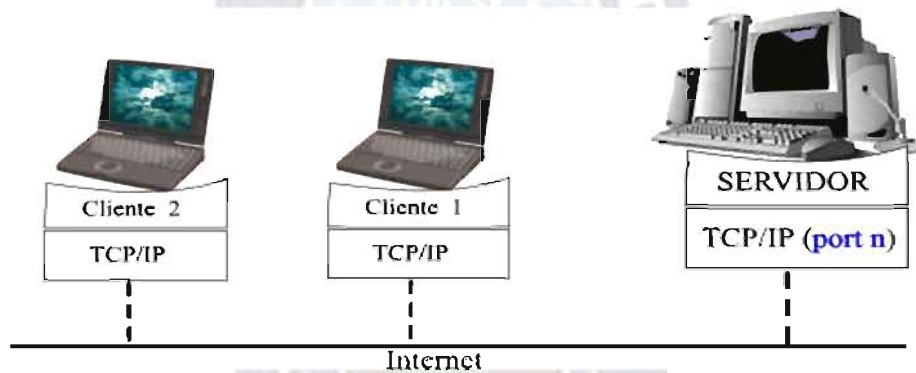 Cliente 2
TCP/IP
Cliente 1
TCP/IP
SERVIDOR
TCP/IP (port n)
Internet